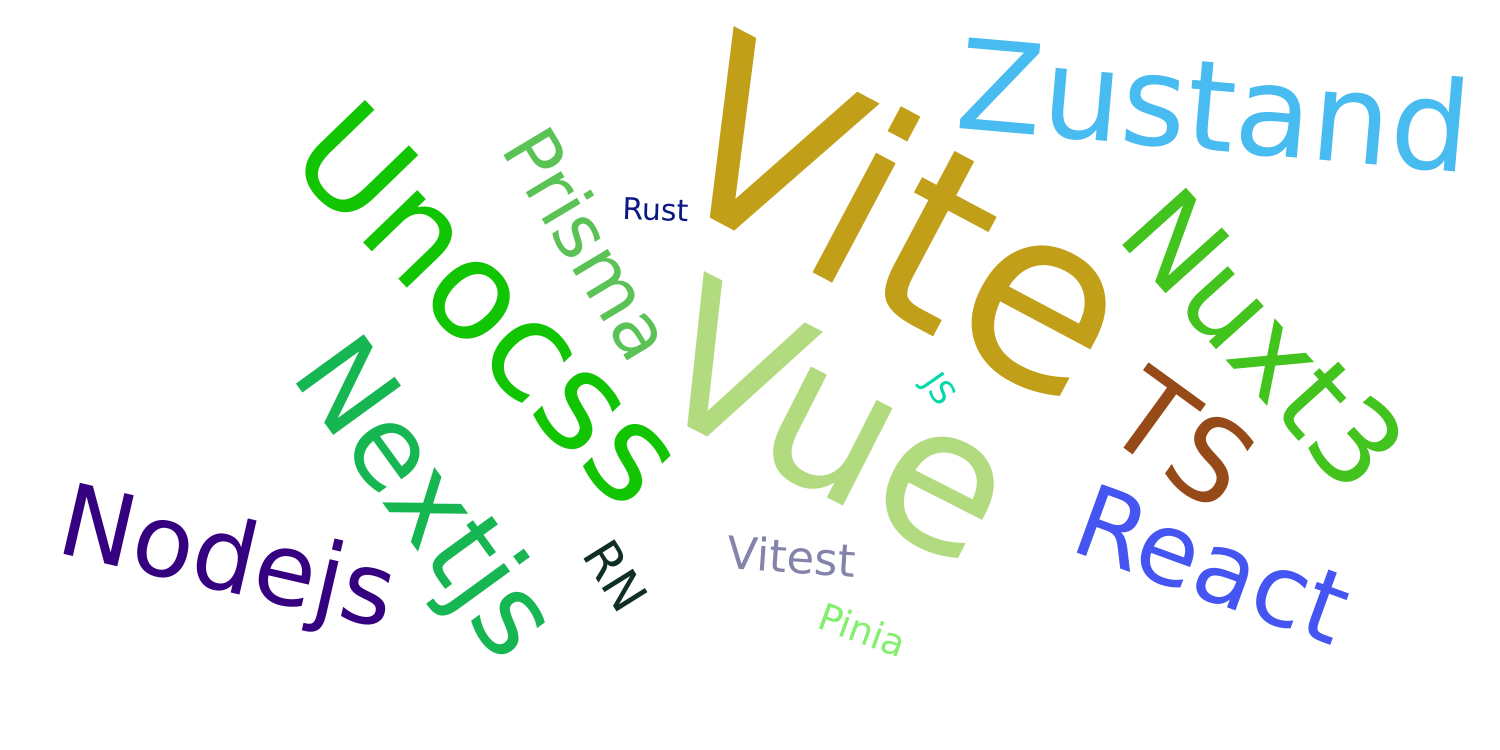 Zustand
Vite
Unocss
Prisma
Rust
Nuxt3
Vue
JS
TS
Nextjs
Nodejs
React
RN
Vitest
Pinia